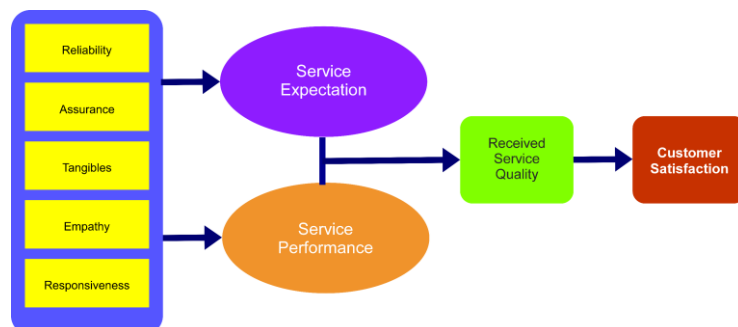 Reliability
Assurance
Tangibles
Empathy
Responsiveness
Service
Expectation
Service
Performance
Received
Service
Quality
Customer
Satisfaction